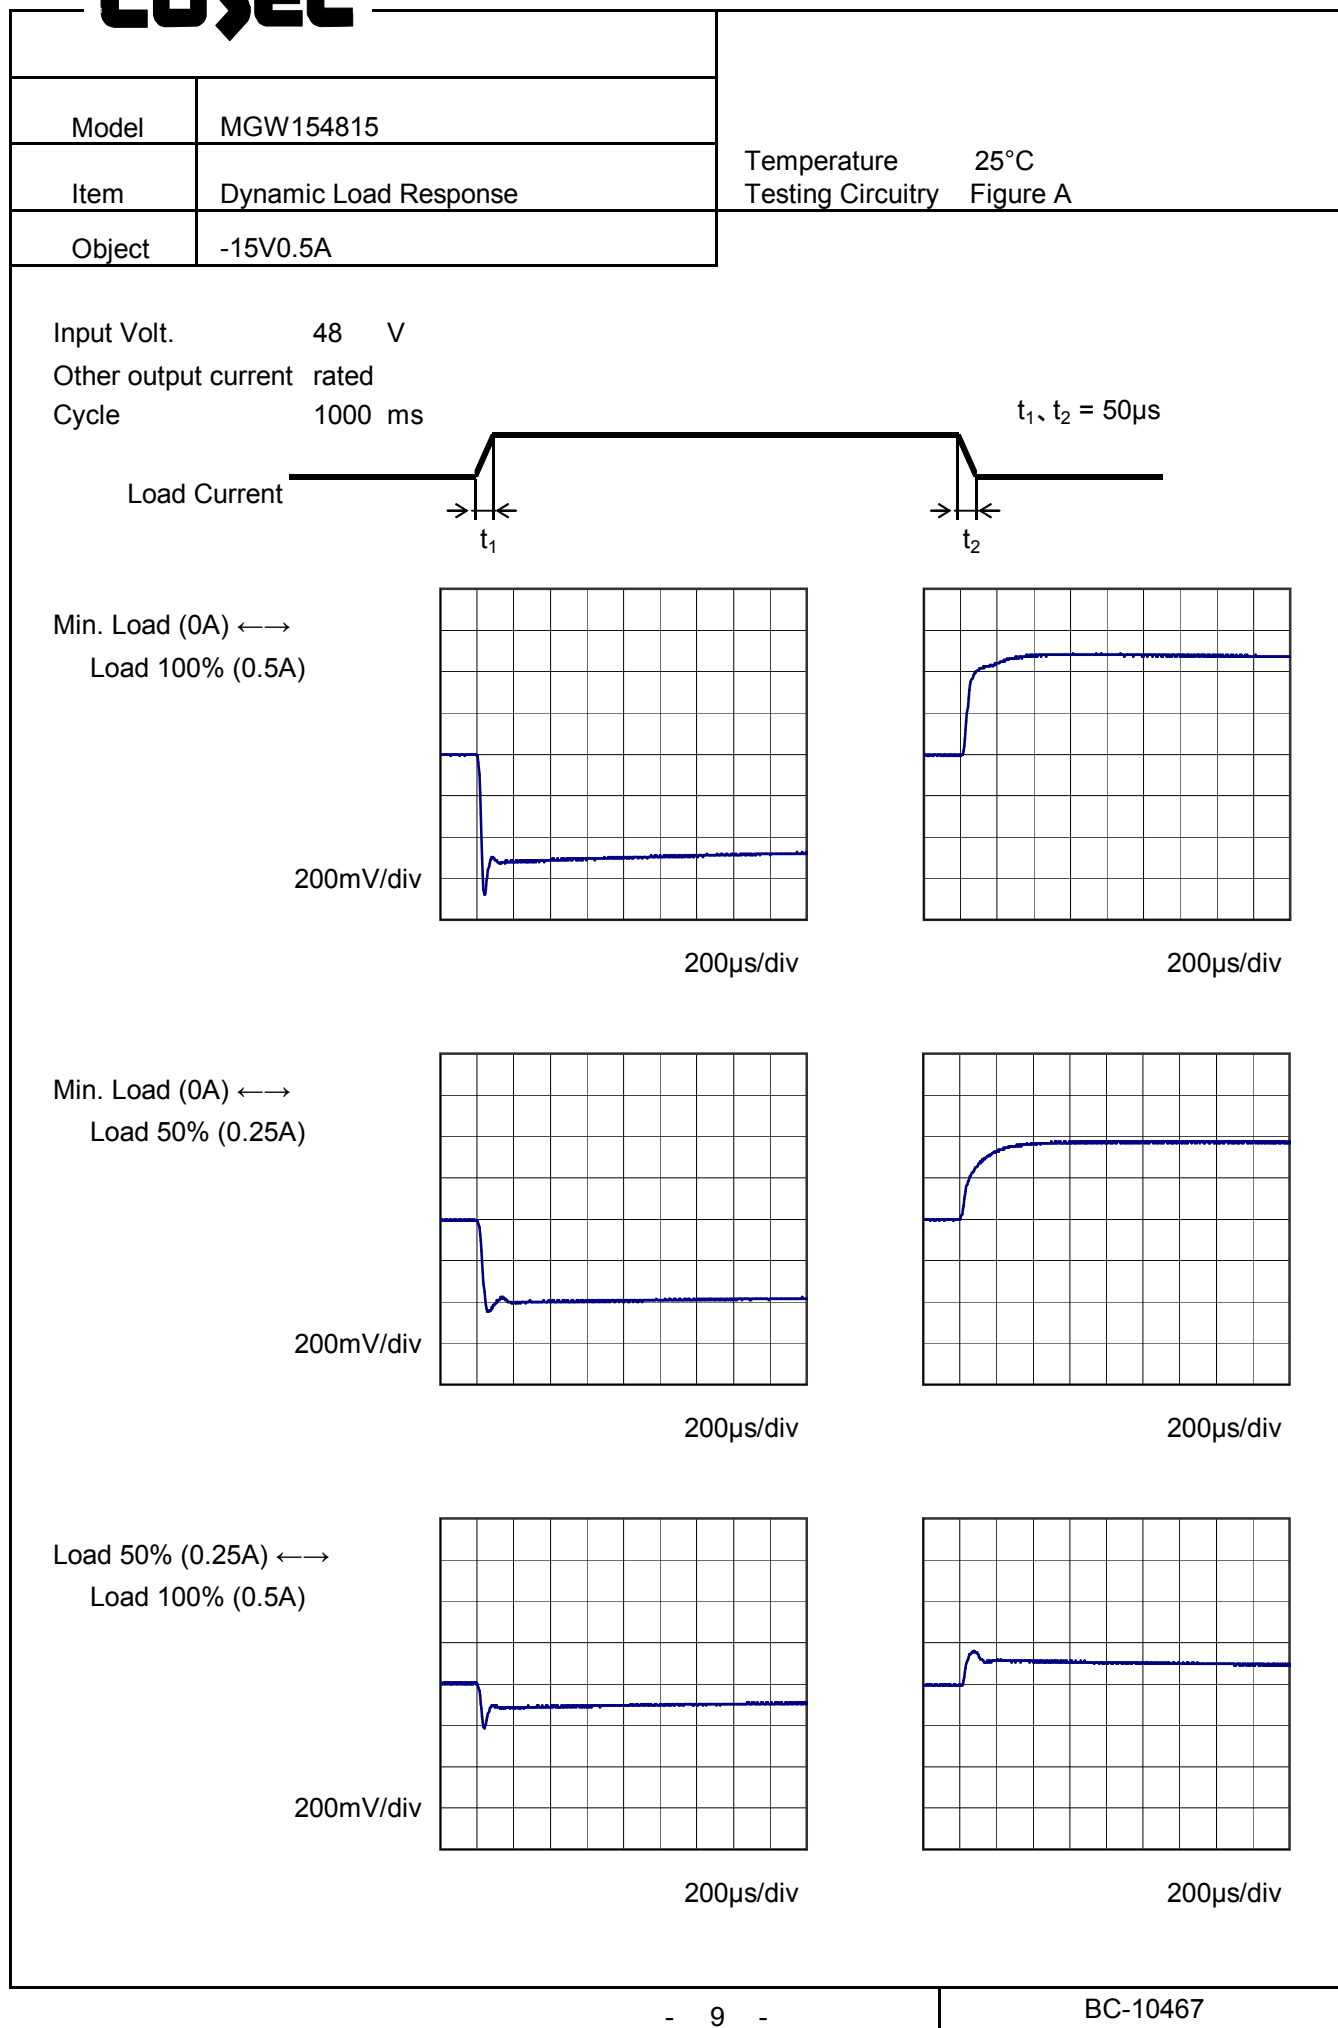 COSEL
Model MGW154815
Temperature 25°C
Item Dynamic Load Response Testing Circuitry Figure A
Object -15V0.5A
Input Volt. 48 V
Other output current rated
Cycle 1000 ms t₁、t₂ = 50µs
Load Current
t₁ t₂
Min. Load (0A) ←→
Load 100% (0.5A)
200mV/div
200µs/div 200µs/div
Min. Load (0A) ←→
Load 50% (0.25A)
200mV/div
200µs/div 200µs/div
Load 50% (0.25A) ←→
Load 100% (0.5A)
200mV/div
200µs/div 200µs/div
- 9 - BC-10467